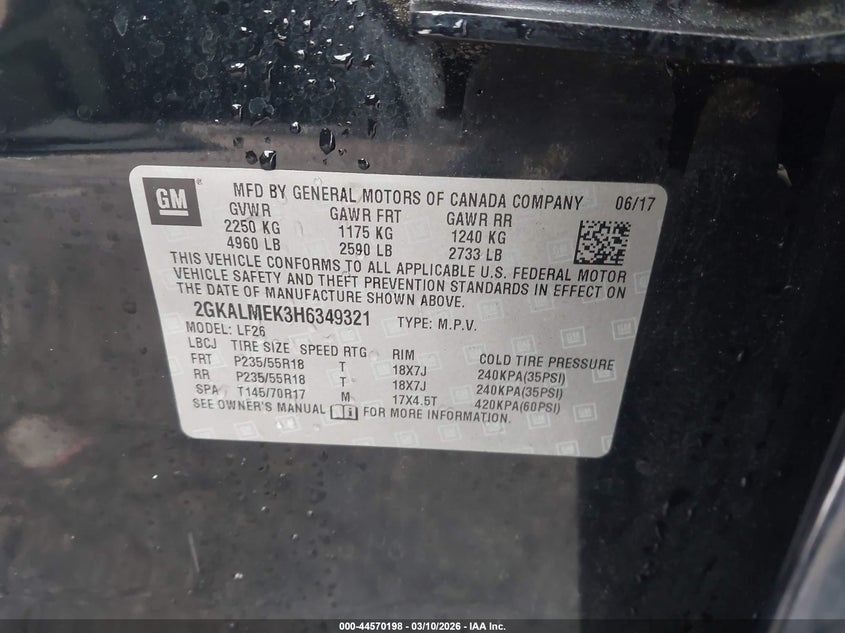 GM
MFD BY GENERAL MOTORS OF CANADA COMPANY 06/17
GVWR GAWR FRT GAWR RR
2250 KG 1175 KG 1240 KG
4960 LB 2590 LB 2733 LB
THIS VEHICLE CONFORMS TO ALL APPLICABLE U.S. FEDERAL MOTOR
VEHICLE SAFETY AND THEFT PREVENTION STANDARDS IN EFFECT ON
THE DATE OF MANUFACTURE SHOWN ABOVE.
2GKALMEK3H6349321 TYPE: M.P.V.
MODEL: LF26
LBCJ TIRE SIZE SPEED RTG RIM COLD TIRE PRESSURE
FRT P235/55R18 T 18X7J 240KPA(35PSI)
RR P235/55R18 T 18X7J 240KPA(35PSI)
SPA T145/70R17 M 17X4.5T 420KPA(60PSI)
SEE OWNER'S MANUAL FOR MORE INFORMATION.
000-44570198 - 03/10/2026 - IAA Inc.